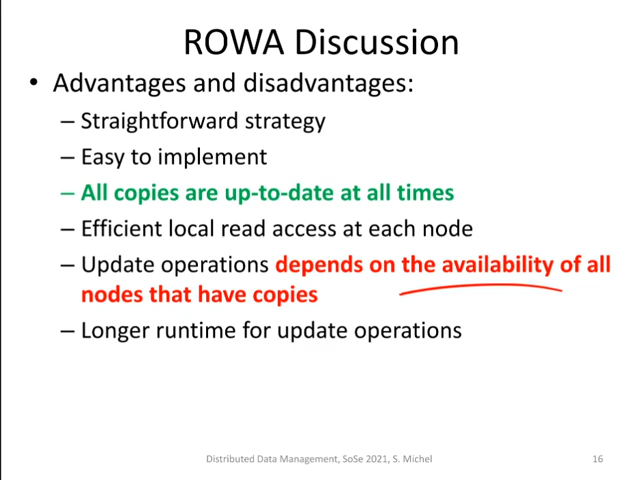 ROWA Discussion
• Advantages and disadvantages:
– Straightforward strategy
– Easy to implement
– All copies are up-to-date at all times
– Efficient local read access at each node
– Update operations depends on the availability of all
nodes that have copies
– Longer runtime for update operations
Distributed Data Management, SoSe 2021, S. Michel
16